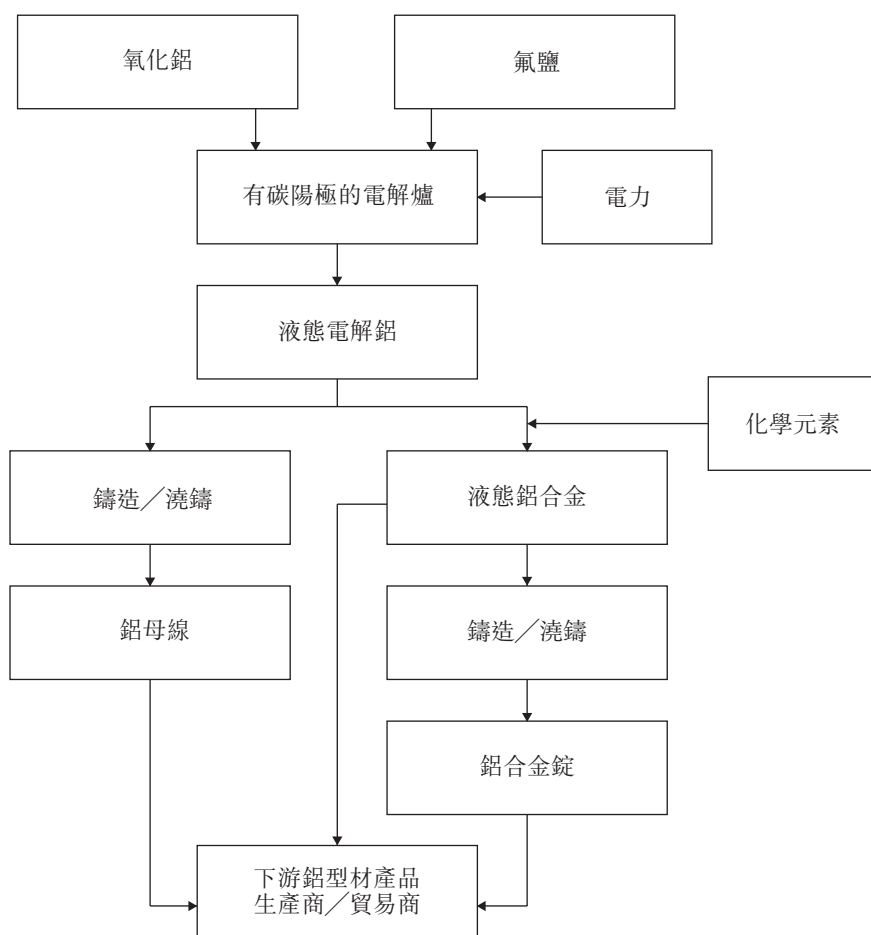 氧化鋁
氟鹽
有碳陽極的電解爐
電力
液態電解鋁
化學元素
鑄造／澆鑄
液態鋁合金
鋁母線
鑄造／澆鑄
鋁合金錠
下游鋁型材產品
生產商／貿易商